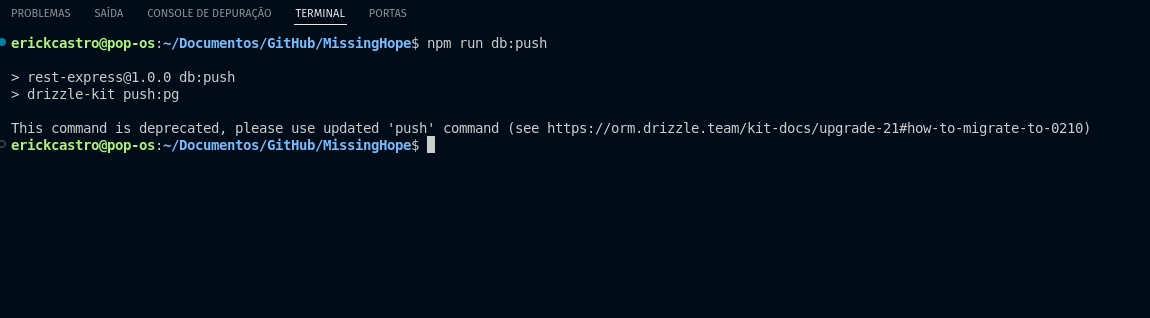 PROBLEMAS SAÍDA CONSOLE DE DEPURAÇÃO TERMINAL PORTAS
erickcastro@pop-os:~/Documentos/GitHub/MissingHope$ npm run db:push
> rest-express@1.0.0 db:push
> drizzle-kit push:pg
This command is deprecated, please use updated 'push' command (see https://orm.drizzle.team/kit-docs/upgrade-21#how-to-migrate-to-0210)
erickcastro@pop-os:~/Documentos/GitHub/MissingHope$